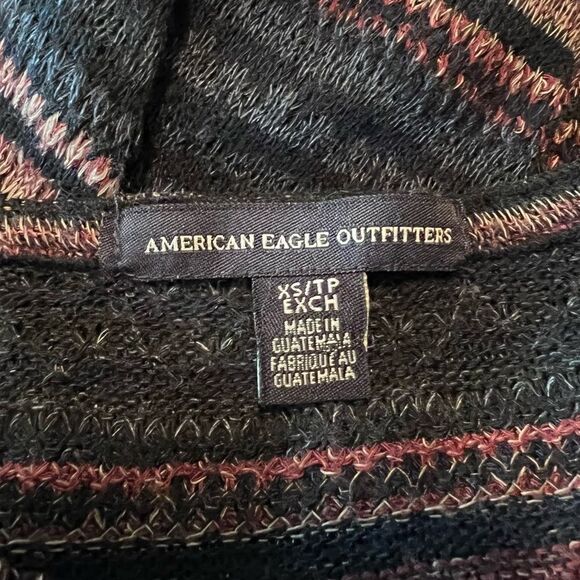 AMERICAN EAGLE OUTFITTERS
XS/TP
EXCH
MADE IN
GUATEMALA
FABRIQUÉ AU
GUATEMALA